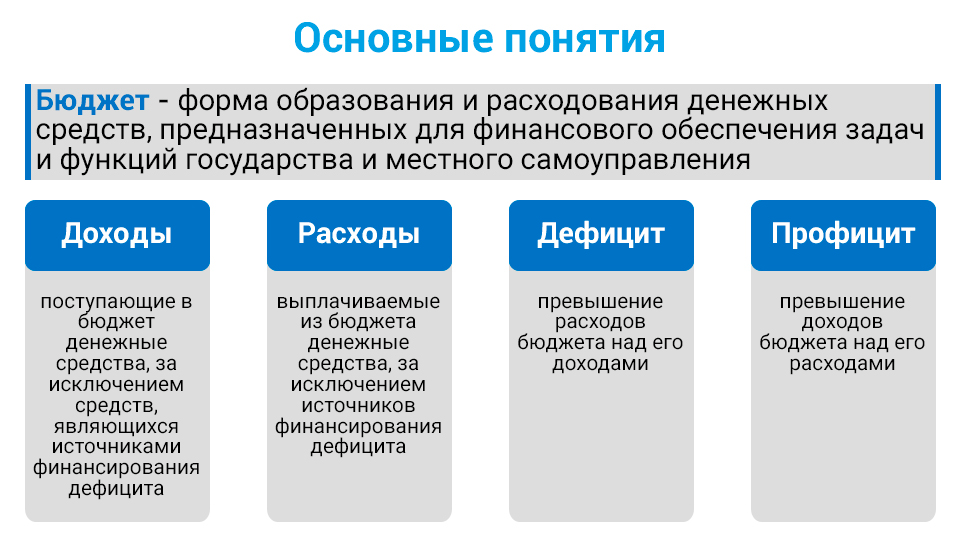 Основные понятия
Бюджет - форма образования и расходования денежных
средств, предназначенных для финансового обеспечения задач
и функций государства и местного самоуправления
Доходы
поступающие в
бюджет
денежные
средства, за
исключением
средств,
являющихся
источниками
финансирования
дефицита
Расходы
выплачиваемые
из бюджета
денежные
средства, за
исключением
источников
финансирования
дефицита
Дефицит
превышение
расходов
бюджета над его
доходами
Профицит
превышение
доходов
бюджета над его
расходами